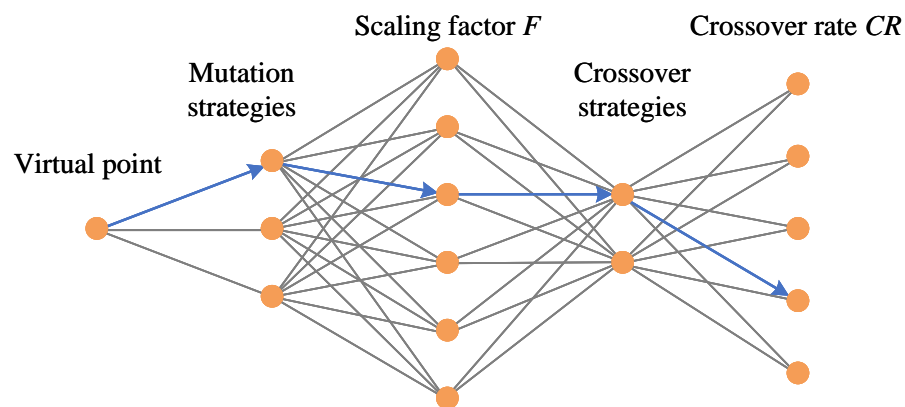 Scaling factor F
Crossover rate CR
Mutation
strategies
Crossover
strategies
Virtual point